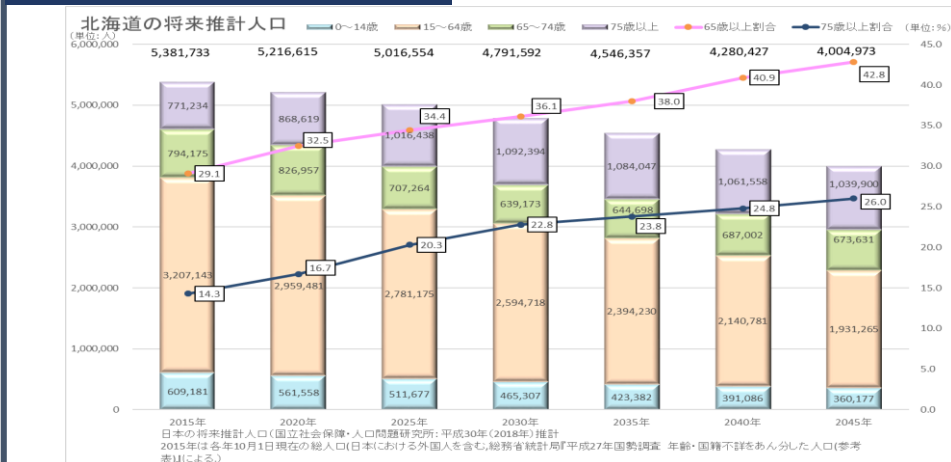 北海道の将来推計人口
0～14歳 15～64歳 65～74歳 75歳以上 65歳以上割合 75歳以上割合
(単位:人) (単位:%)
5,381,733 5,216,615 5,016,554 4,791,592 4,546,357 4,280,427 4,004,973
6,000,000
5,000,000
4,000,000
3,000,000
2,000,000
1,000,000
0
771,234 868,619 1,016,438 1,092,394 1,084,047 1,061,558 1,039,900
794,175 826,957 707,264 639,173 644,698 687,002 673,631
3,207,143 2,959,481 2,781,175 2,594,718 2,394,230 2,140,781 1,931,265
609,181 561,558 511,677 465,307 423,382 391,086 360,177
29.1 32.5 34.4 36.1 38.0 40.9 42.8
14.3 16.7 20.3 22.8 23.8 24.8 26.0
45.0
40.0
35.0
30.0
25.0
20.0
15.0
10.0
5.0
0.0
2015年 2020年 2025年 2030年 2035年 2040年 2045年
日本の将来推計人口(国立社会保障・人口問題研究所:平成30年(2018年)推計
2015年は各年10月1日現在の総人口(日本における外国人を含む,総務省統計局『平成27年国勢調査 年齢・国籍不詳をあん分した人口(参考
表)』による.)